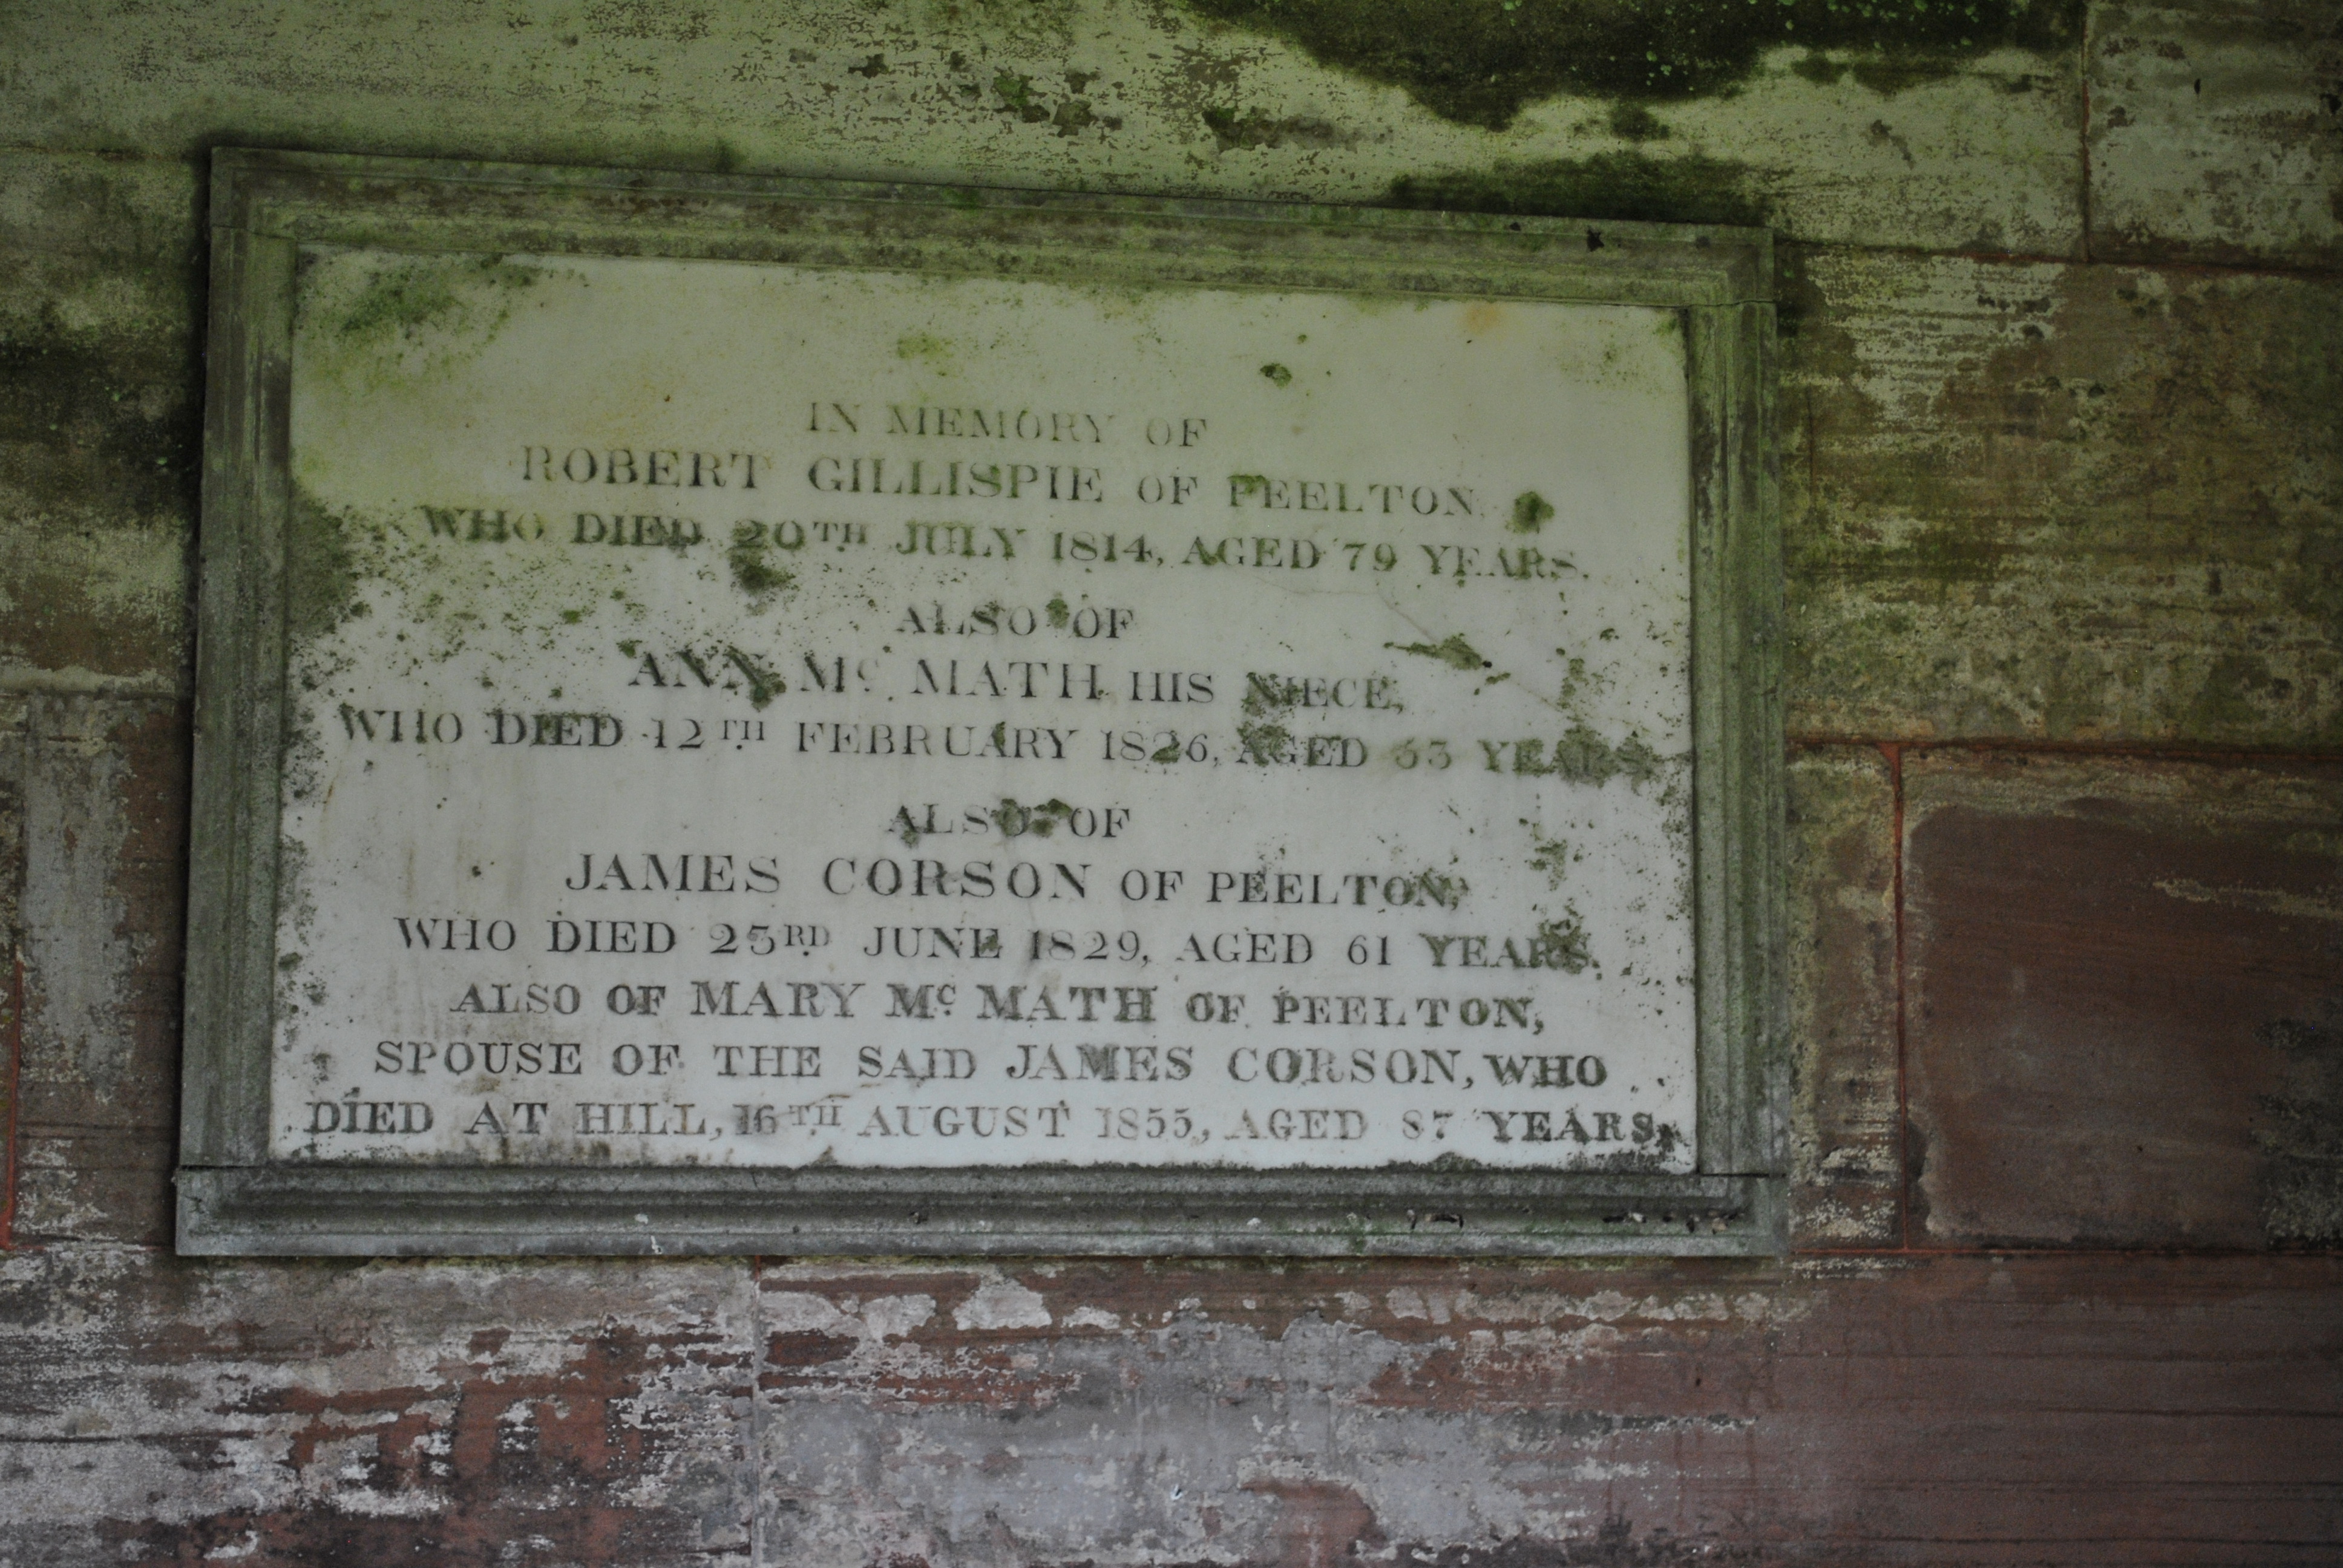 IN MEMORY OF
ROBERT GILLISPIE OF PEELTON
WHO DIED 20TH JULY 1814, AGED 79 YEARS.
ALSO OF
ANN Mc MATH HIS NIECE,
WHO DIED 12TH FEBRUARY 1826, AGED YEARS
ALSO OF
JAMES CORSON OF PEELTON,
WHO DIED 23RD JUNE 1829, AGED 61 YEARS.
ALSO OF MARY Mc MATH OF PEELTON,
SPOUSE OF THE SAID JAMES CORSON, WHO
DIED AT HILL, 16TH AUGUST 1855, AGED 87 YEARS.